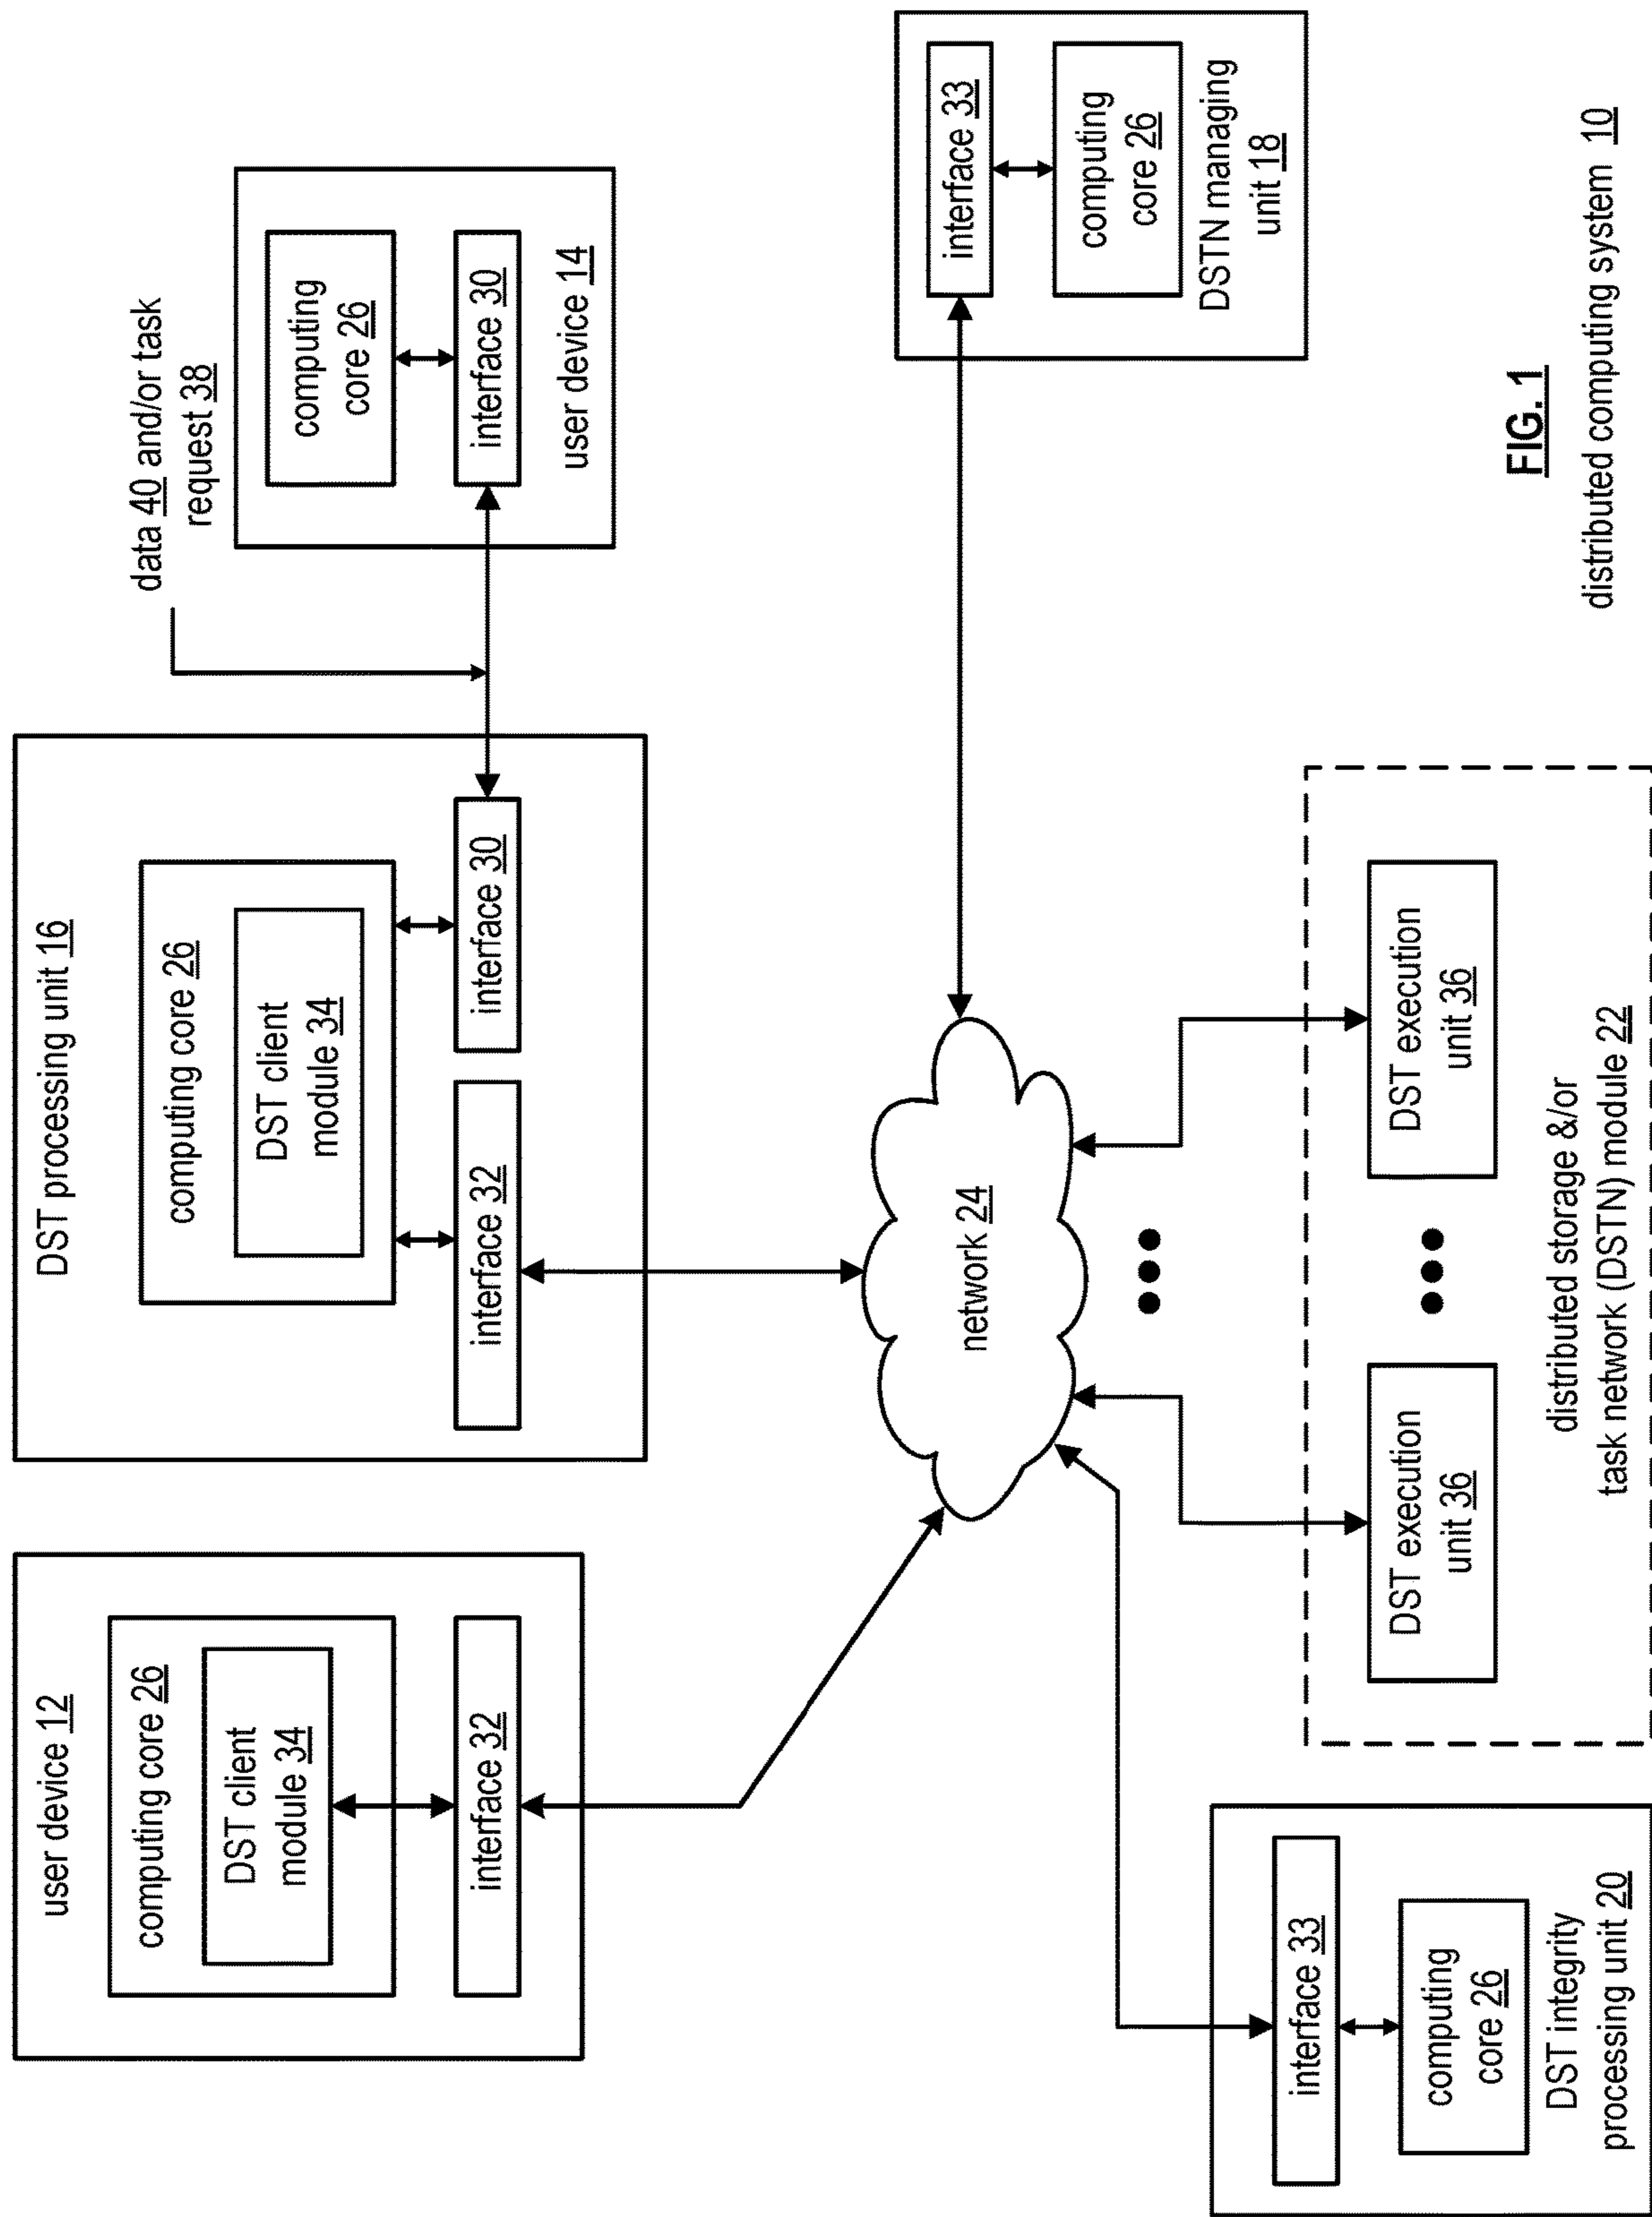 user device 12
computing core 26
DST client
module 34
interface 32
DST processing unit 16
computing core 26
DST client
module 34
interface 32
interface 30
data 40 and/or task
request 38
computing
core 26
interface 30
user device 14
network 24
interface 33
computing
core 26
DSTN managing
unit 18
interface 33
computing
core 26
DST integrity
processing unit 20
DST execution
unit 36
DST execution
unit 36
distributed storage &/or
task network (DSTN) module 22
FIG. 1
distributed computing system 10